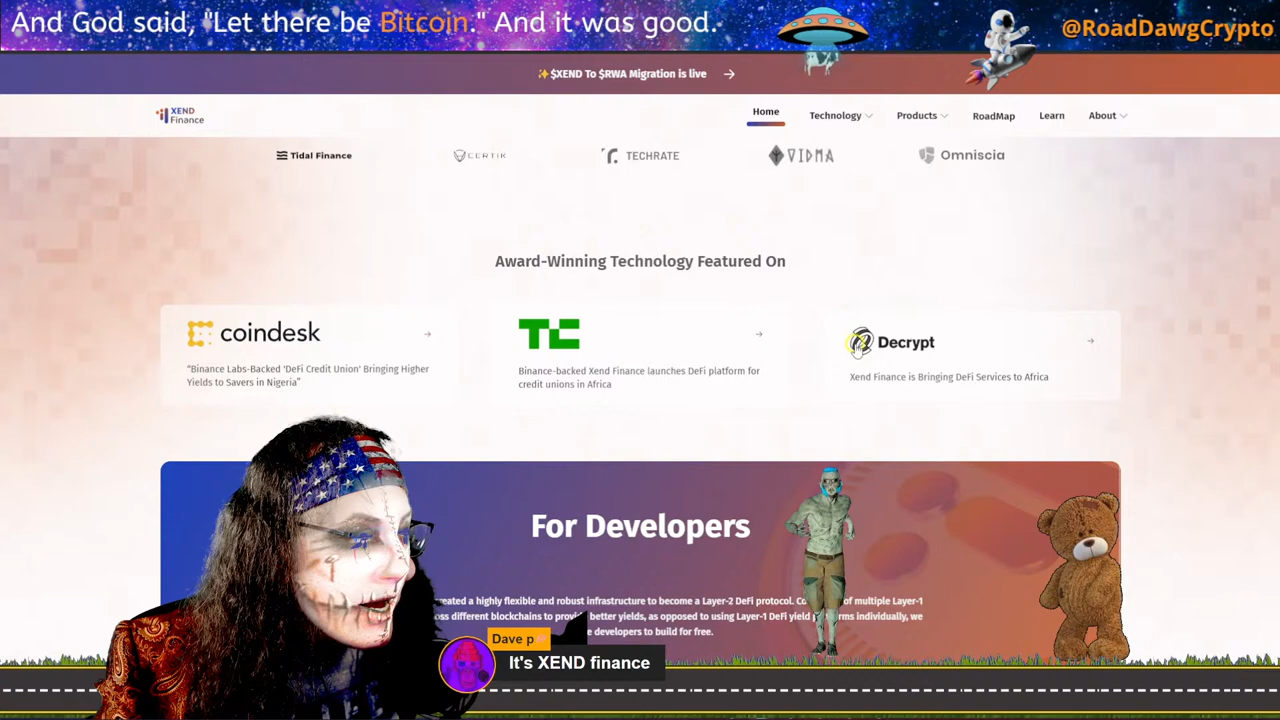 And God said, "Let there be Bitcoin." And it was good.
@RoadDawgCrypto
✨$XEND To $RWA Migration is live →
XEND
Finance
Home
Technology
Products
RoadMap
Learn
About
Tidal Finance
CERTIK
TECHRATE
VIDMA
Omniscia
Award-Winning Technology Featured On
coindesk
"Binance Labs-Backed 'DeFi Credit Union' Bringing Higher
Yields to Savers in Nigeria"
TC
Binance-backed Xend Finance launches DeFi platform for
credit unions in Africa
Decrypt
Xend Finance is Bringing DeFi Services to Africa
For Developers
created a highly flexible and robust infrastructure to become a Layer-2 DeFi protocol. of multiple Layer-1
different blockchains to provide better yields, as opposed to using Layer-1 DeFi yield individually, we
developers to build for free.
Dave p
It's XEND finance